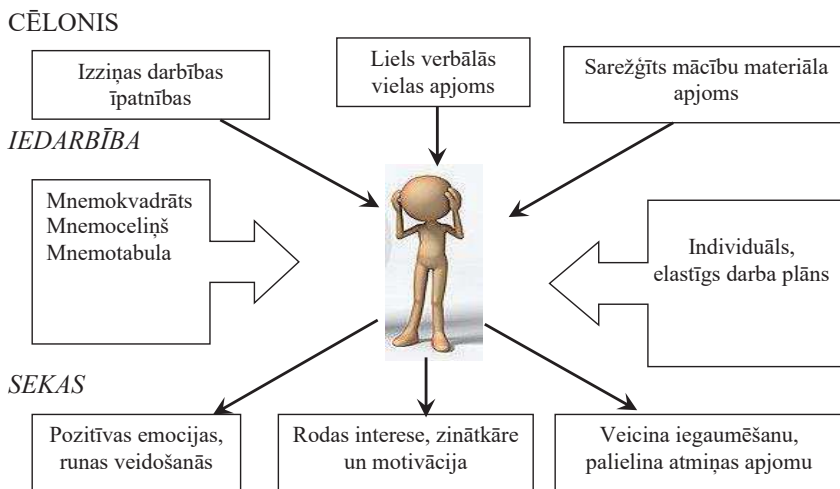 CĒLONIS
Izziņas darbības
īpatnības
Liels verbālās
vielas apjoms
Sarežģīts mācību materiāla
apjoms
IEDARBĪBA
Mnemokvadrāts
Mnemoceliņš
Mnemotabula
Individuāls,
elastīgs darba plāns
SEKAS
Pozitīvas emocijas,
runas veidošanās
Rodas interese, zinātkāre
un motivācija
Veicina iegaumēšanu,
palielina atmiņas apjomu